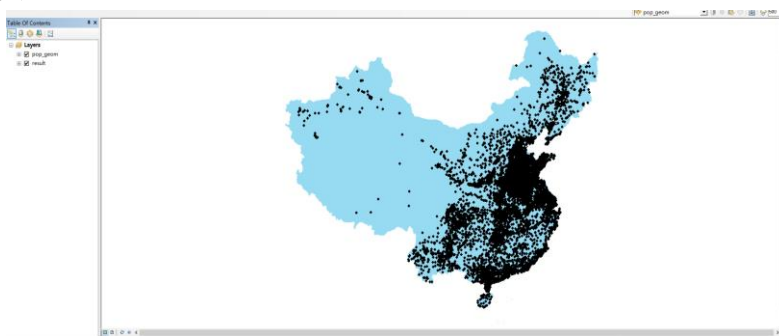 pop_geom
Table Of Contents
Layers
pop_geom
result